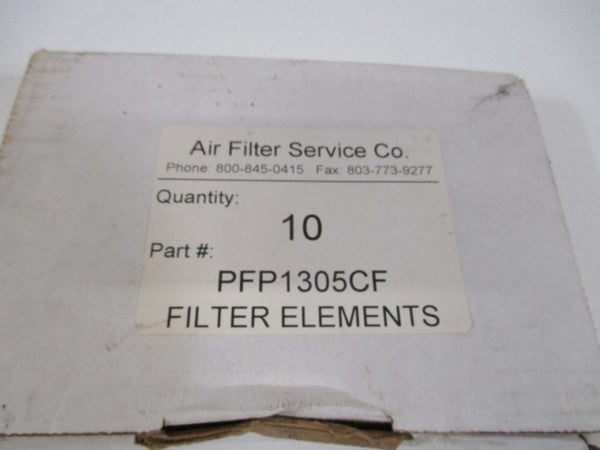 Air Filter Service Co.
Phone: 800-845-0415 Fax: 803-773-9277
Quantity:
10
Part #:
PFP1305CF
FILTER ELEMENTS